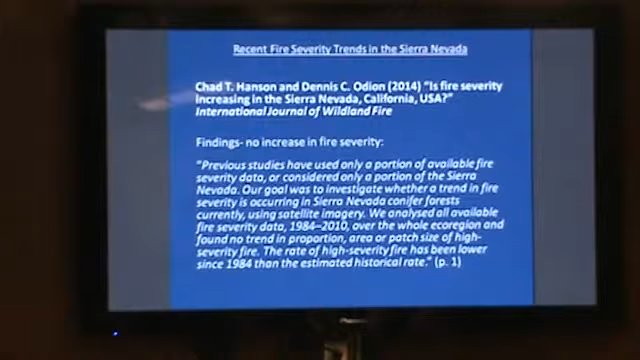 Recent Fire Severity Trends in the Sierra Nevada
Chad T. Hanson and Dennis C. Odion (2014) "Is fire severity
increasing in the Sierra Nevada, California, USA?"
International Journal of Wildland Fire
Findings- no increase in fire severity:
"Previous studies have used only a portion of available fire
severity data, or considered only a portion of the Sierra
Nevada. Our goal was to investigate whether a trend in fire
severity is occurring in Sierra Nevada conifer forests
currently, using satellite imagery. We analysed all available
fire severity data, 1984–2010, over the whole ecoregion and
found no trend in proportion, area or patch size of high-
severity fire. The rate of high-severity fire has been lower
since 1984 than the estimated historical rate." (p. 1)